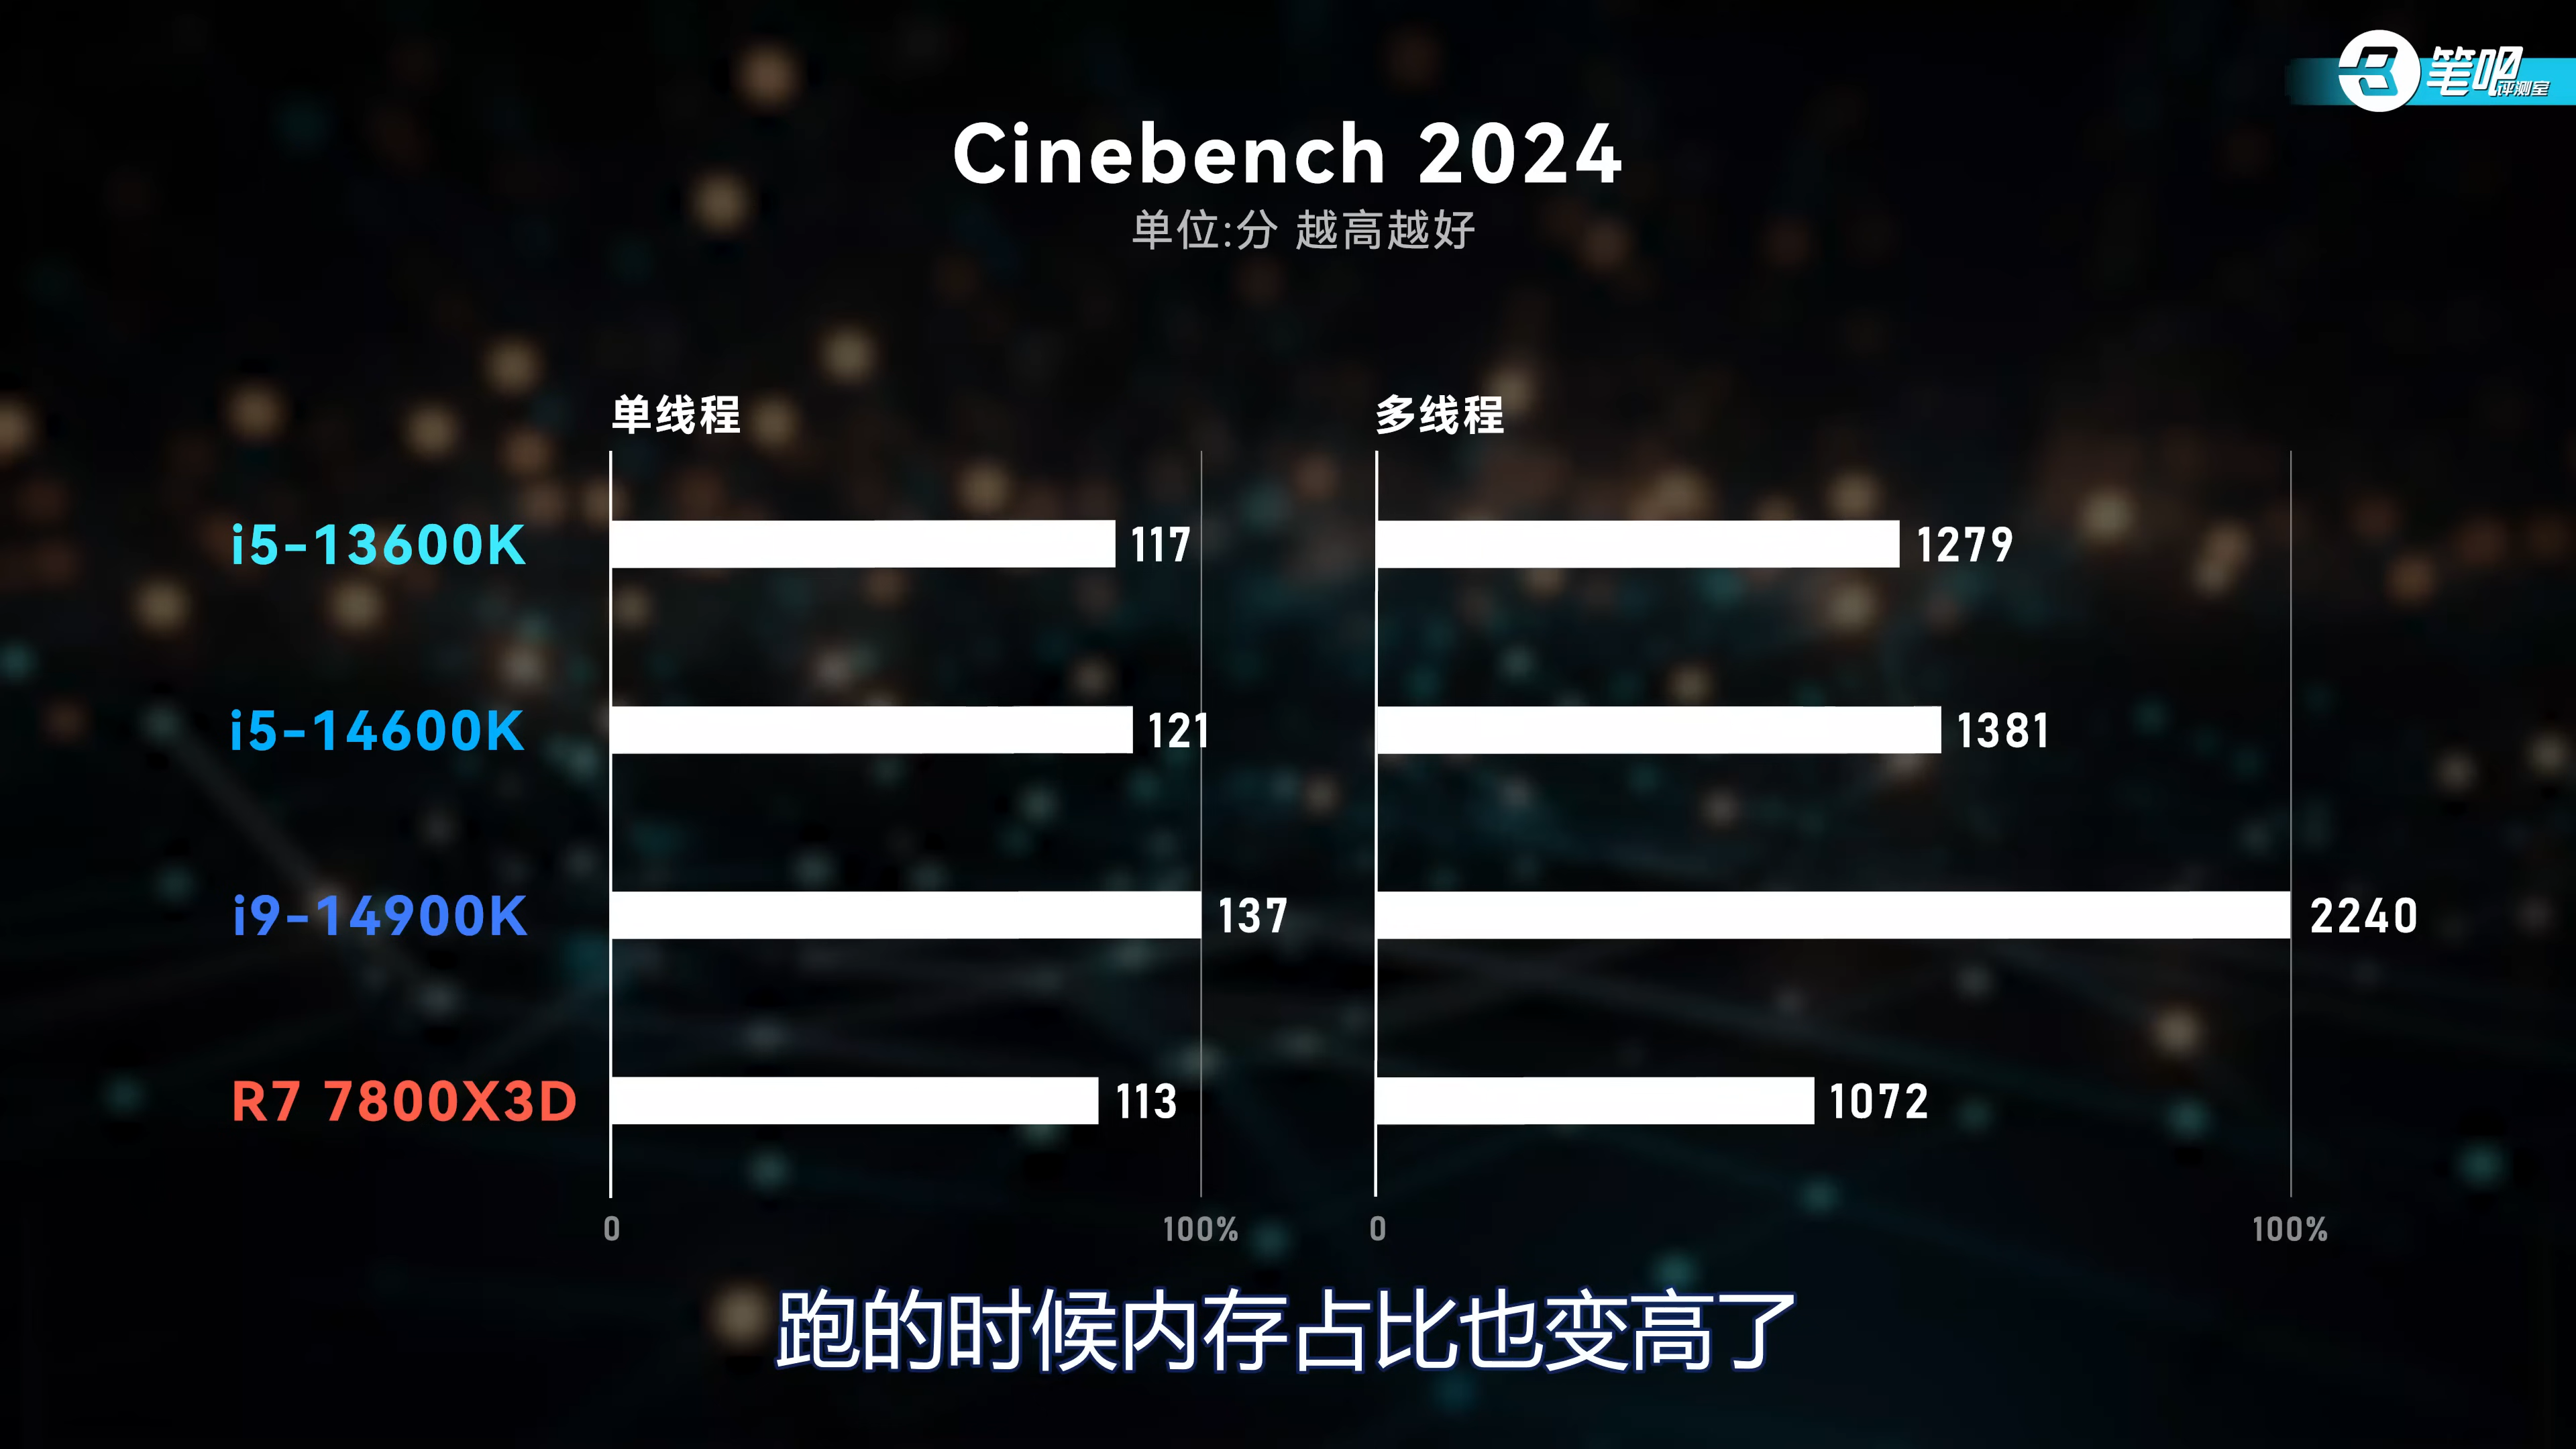 笔吧评测室
Cinebench 2024
单位:分 越高越好
单线程
多线程
i5-13600K 117 1279
i5-14600K 121 1381
i9-14900K 137 2240
R7 7800X3D 113 1072
0 100% 0 100%
跑的时候内存占比也变高了